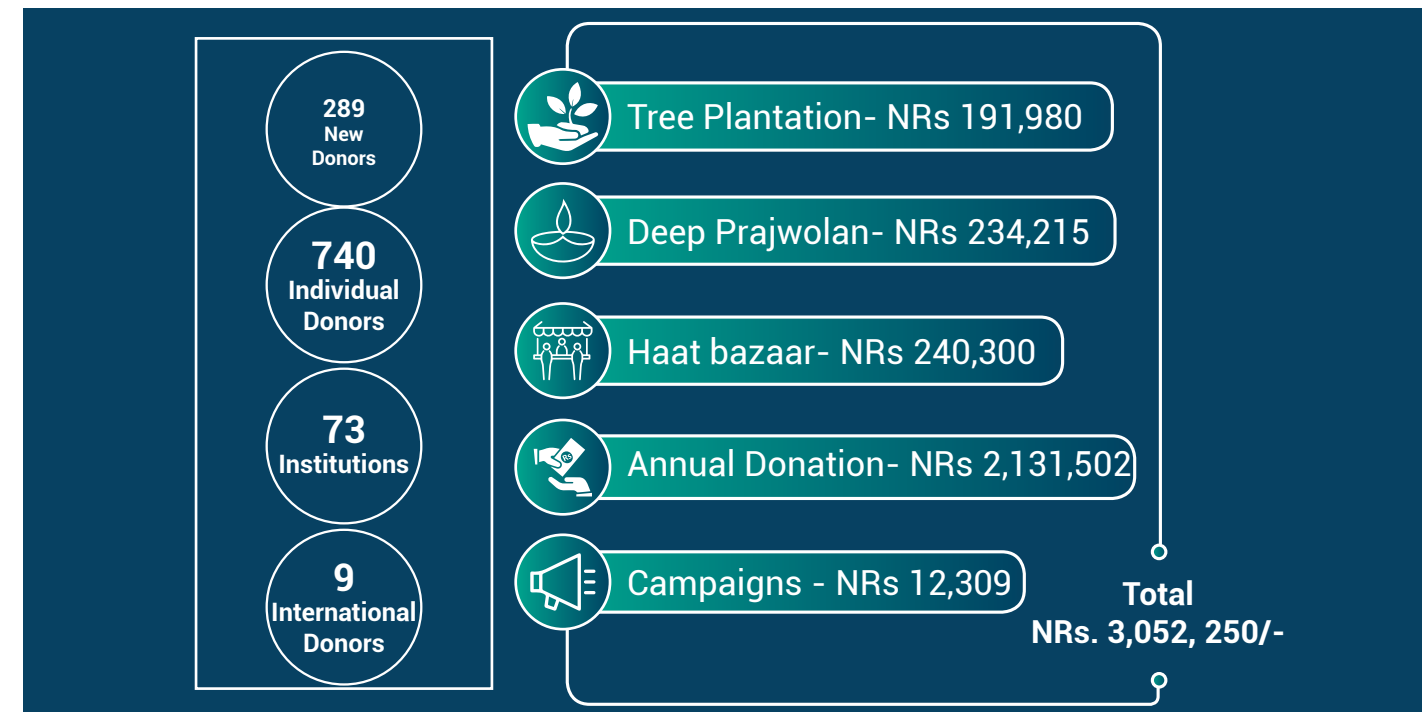 289
New
Donors
740
Individual
Donors
73
Institutions
9
International
Donors
Tree Plantation- NRs 191,980
Deep Prajwolan- NRs 234,215
Haat bazaar- NRs 240,300
RS
Annual Donation- NRs 2,131,502
Campaigns - NRs 12,309
Total
NRs. 3,052, 250/-